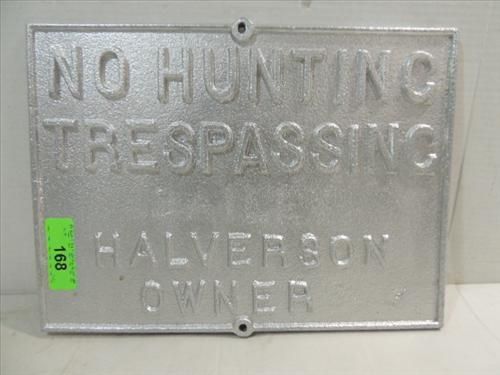 NO HUNTING
TRESPASSING
HALVERSON
OWNER
168